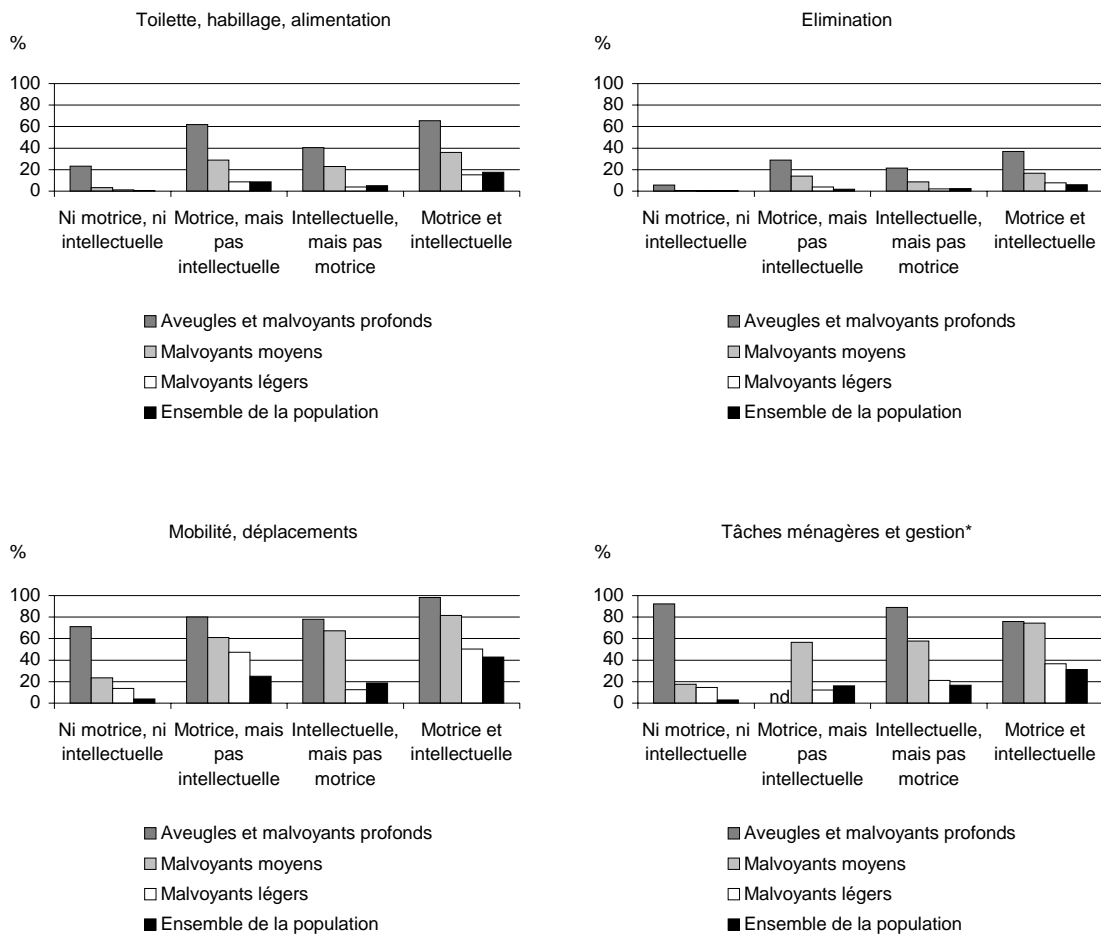 Toilette, habillage, alimentation
%
100
80
60
40
20
0
Ni motrice, ni
intellectuelle
Motrice, mais
pas
intellectuelle
Intellectuelle,
mais pas
motrice
Motrice et
intellectuelle
Aveugles et malvoyants profonds
Malvoyants moyens
Malvoyants légers
Ensemble de la population
Elimination
%
100
80
60
40
20
0
Ni motrice, ni
intellectuelle
Motrice, mais
pas
intellectuelle
Intellectuelle,
mais pas
motrice
Motrice et
intellectuelle
Aveugles et malvoyants profonds
Malvoyants moyens
Malvoyants légers
Ensemble de la population
Mobilité, déplacements
%
100
80
60
40
20
0
Ni motrice, ni
intellectuelle
Motrice, mais
pas
intellectuelle
Intellectuelle,
mais pas
motrice
Motrice et
intellectuelle
Aveugles et malvoyants profonds
Malvoyants moyens
Malvoyants légers
Ensemble de la population
Tâches ménagères et gestion*
%
100
80
60
40
20
0
nd
Ni motrice, ni
intellectuelle
Motrice, mais
pas
intellectuelle
Intellectuelle,
mais pas
motrice
Motrice et
intellectuelle
Aveugles et malvoyants profonds
Malvoyants moyens
Malvoyants légers
Ensemble de la population